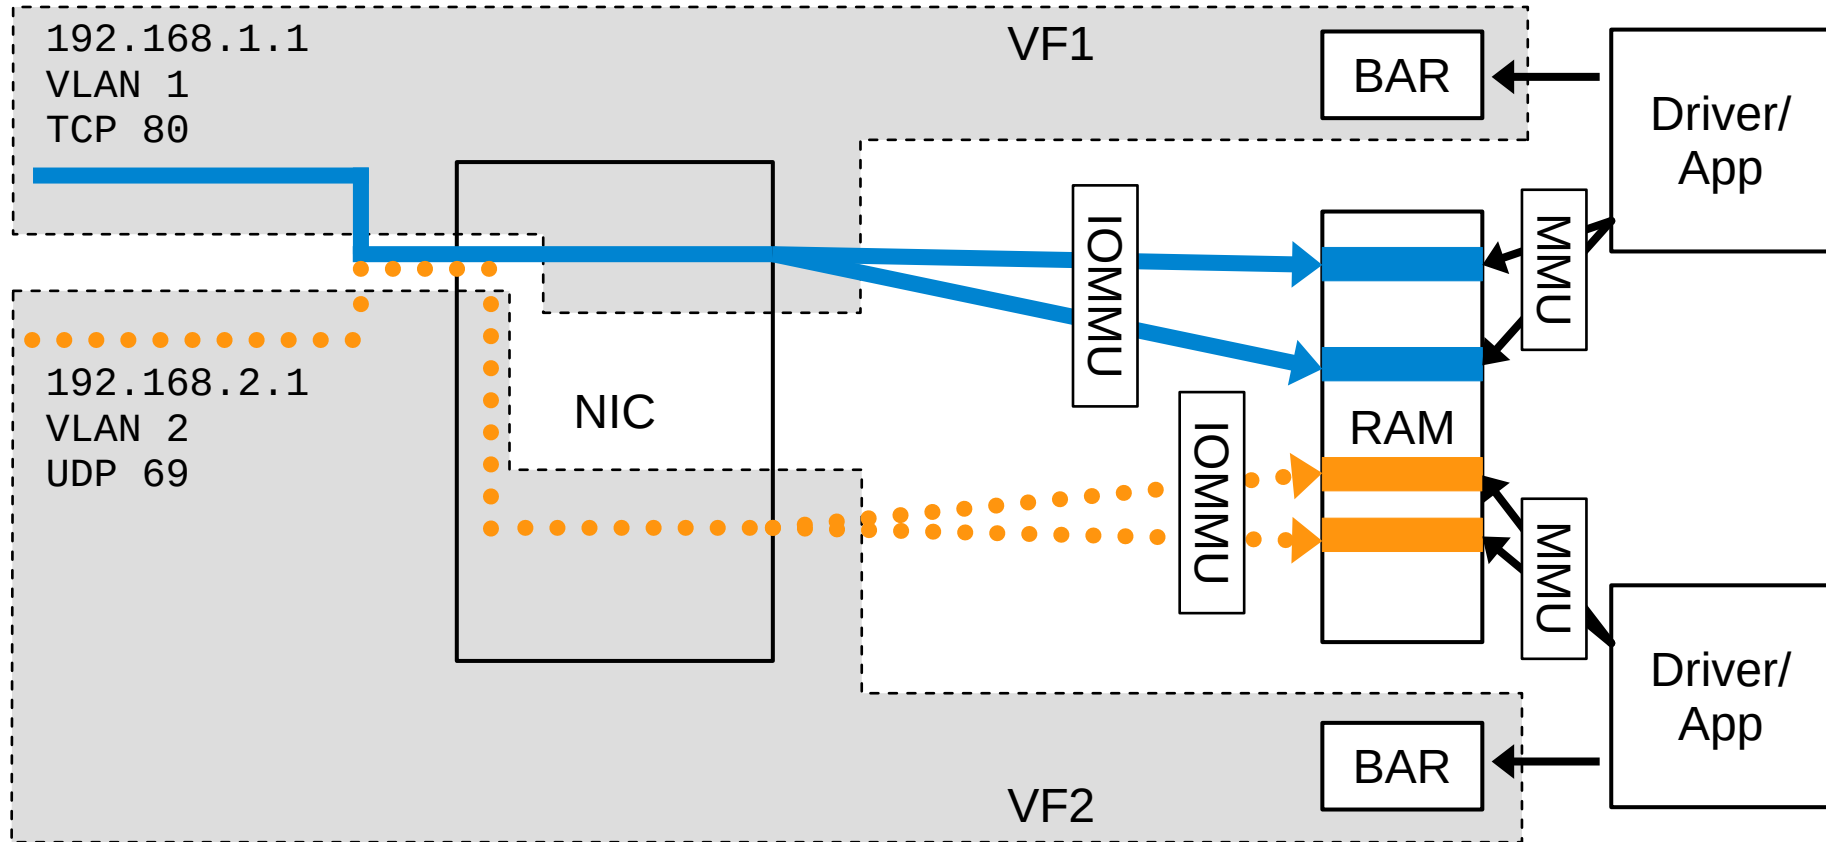 192.168.1.1
VLAN 1
TCP 80
VF1
BAR
Driver/
App
IOMMU
MMU
192.168.2.1
VLAN 2
UDP 69
NIC
IOMMU
RAM
MMU
Driver/
App
BAR
VF2